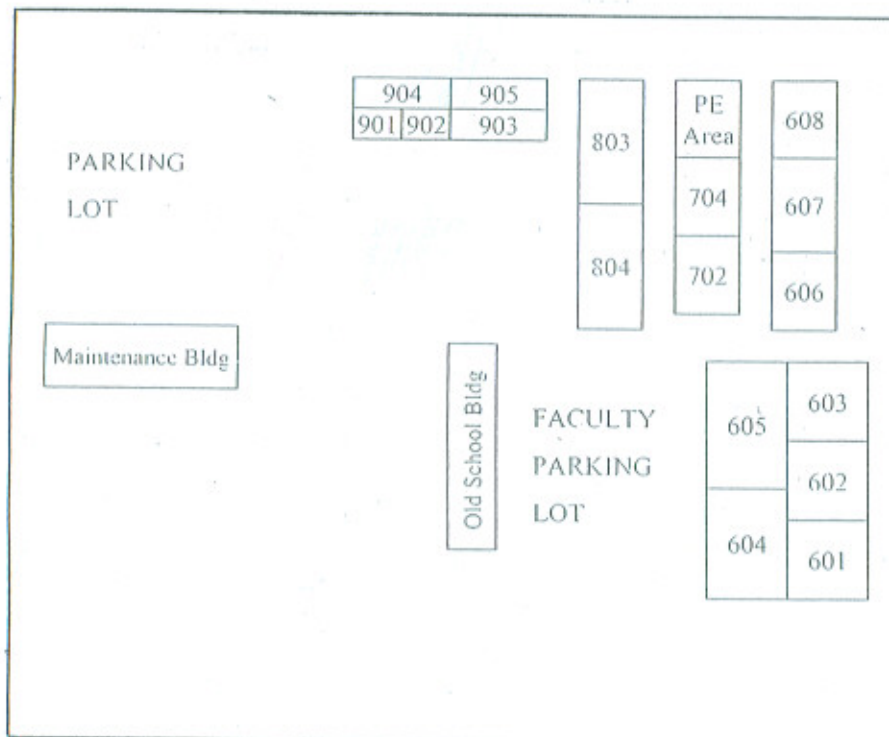 904 905
901 902 903
803
804
PE
Area
704
702
608
607
606
PARKING
LOT
Maintenance Bldg
Old School Bldg
FACULTY
PARKING
LOT
605
604
603
602
601